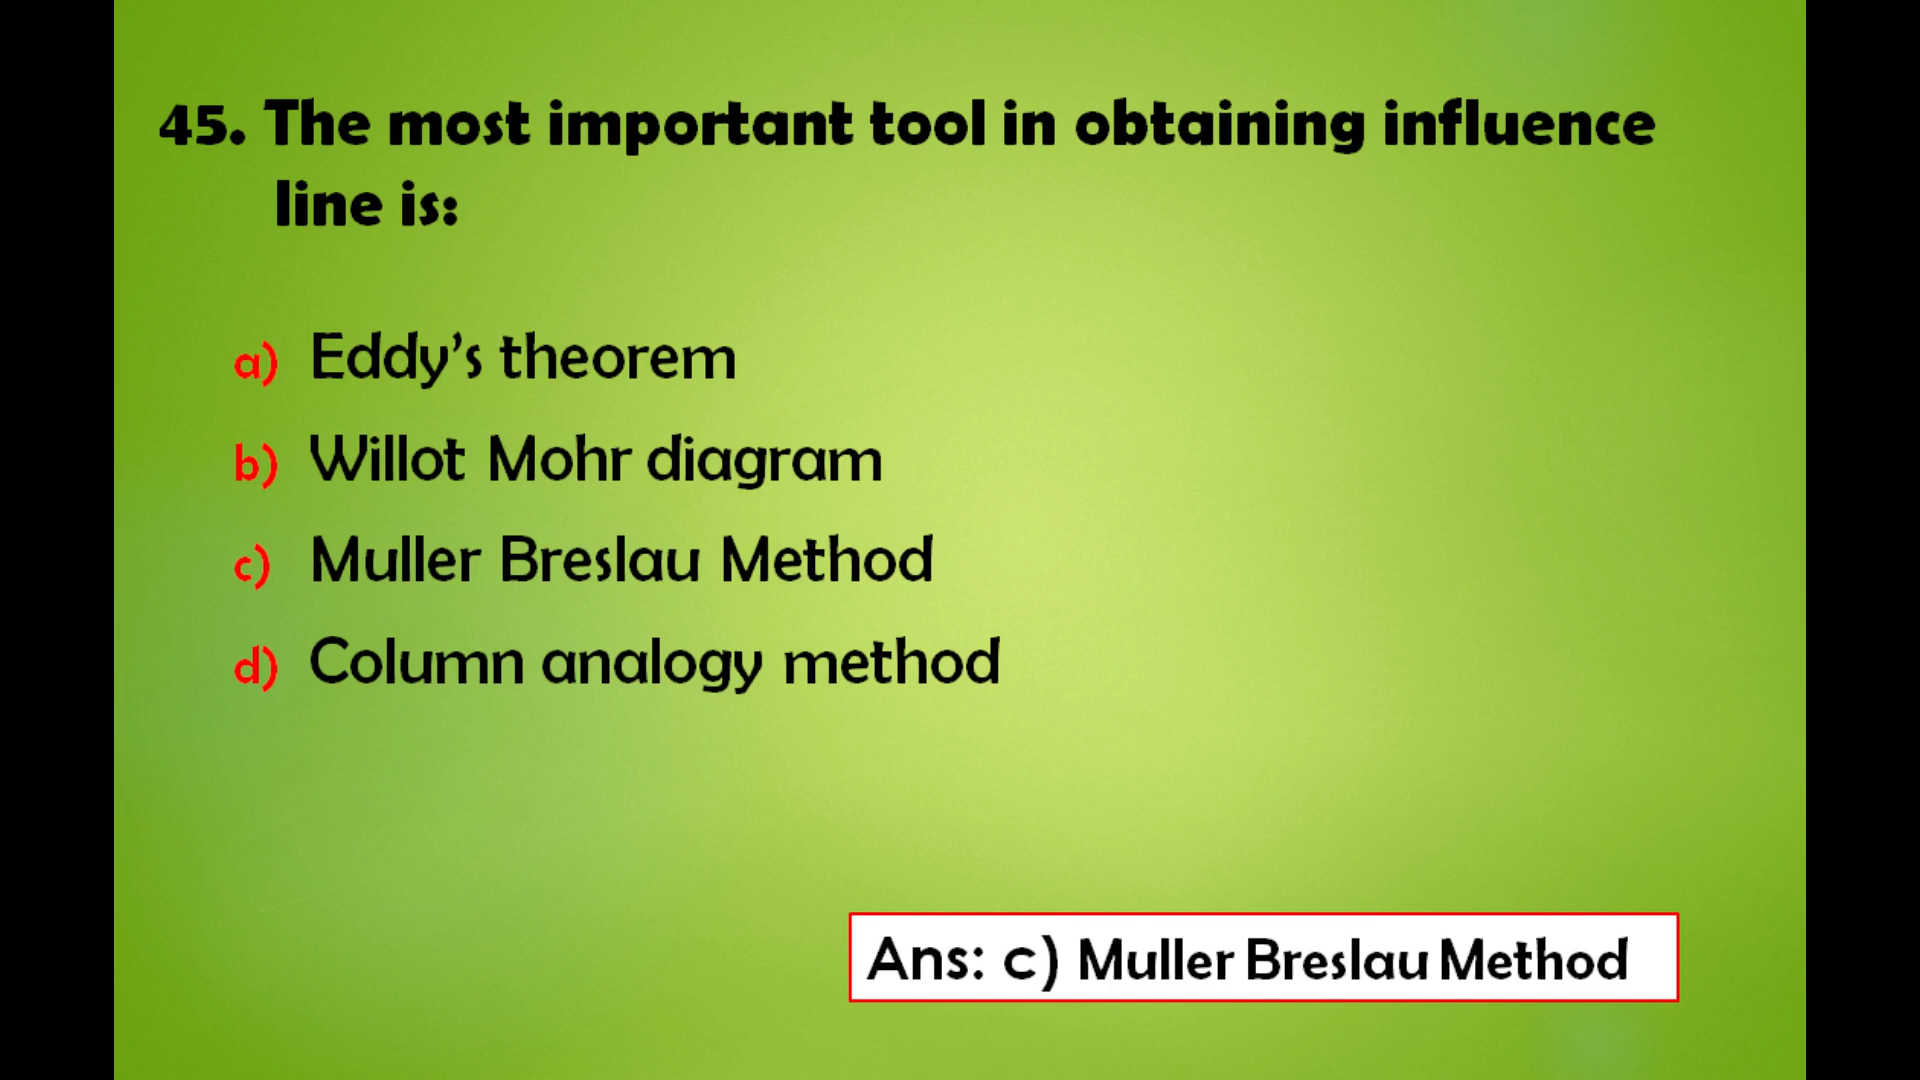 45. The most important tool in obtaining influence
line is:
a) Eddy’s theorem
b) Willot Mohr diagram
c) Muller Breslau Method
d) Column analogy method
Ans: c) Muller Breslau Method